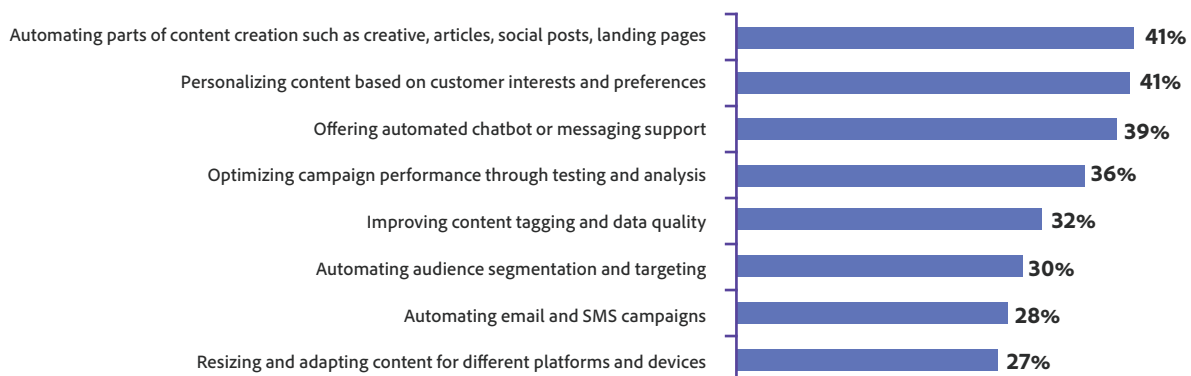 Automating parts of content creation such as creative, articles, social posts, landing pages 41%
Personalizing content based on customer interests and preferences 41%
Offering automated chatbot or messaging support 39%
Optimizing campaign performance through testing and analysis 36%
Improving content tagging and data quality 32%
Automating audience segmentation and targeting 30%
Automating email and SMS campaigns 28%
Resizing and adapting content for different platforms and devices 27%